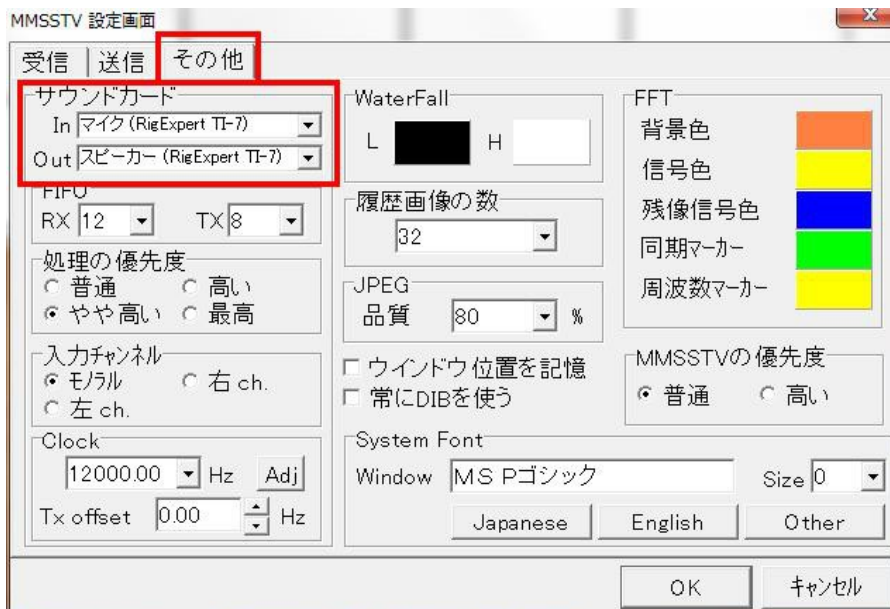 MMSSTV 設定画面
受信 送信 その他
サウンドカード
In マイク (RigExpert TI-7)
Out スピーカー (RigExpert TI-7)
FIFO
RX 12 TX 8
処理の優先度
普通 高い
やや高い 最高
入力チャンネル
モノラル 右 ch.
左 ch.
Clock
12000.00 Hz Adj
Tx offset 0.00 Hz
WaterFall
L H
履歴画像の数
32
JPEG
品質 80 %
ウインドウ位置を記憶
常にDIBを使う
FFT
背景色
信号色
残像信号色
同期マーカー
周波数マーカー
MMSSTVの優先度
普通 高い
System Font
Window ＭＳ Ｐゴシック Size 0
Japanese English Other
OK キャンセル